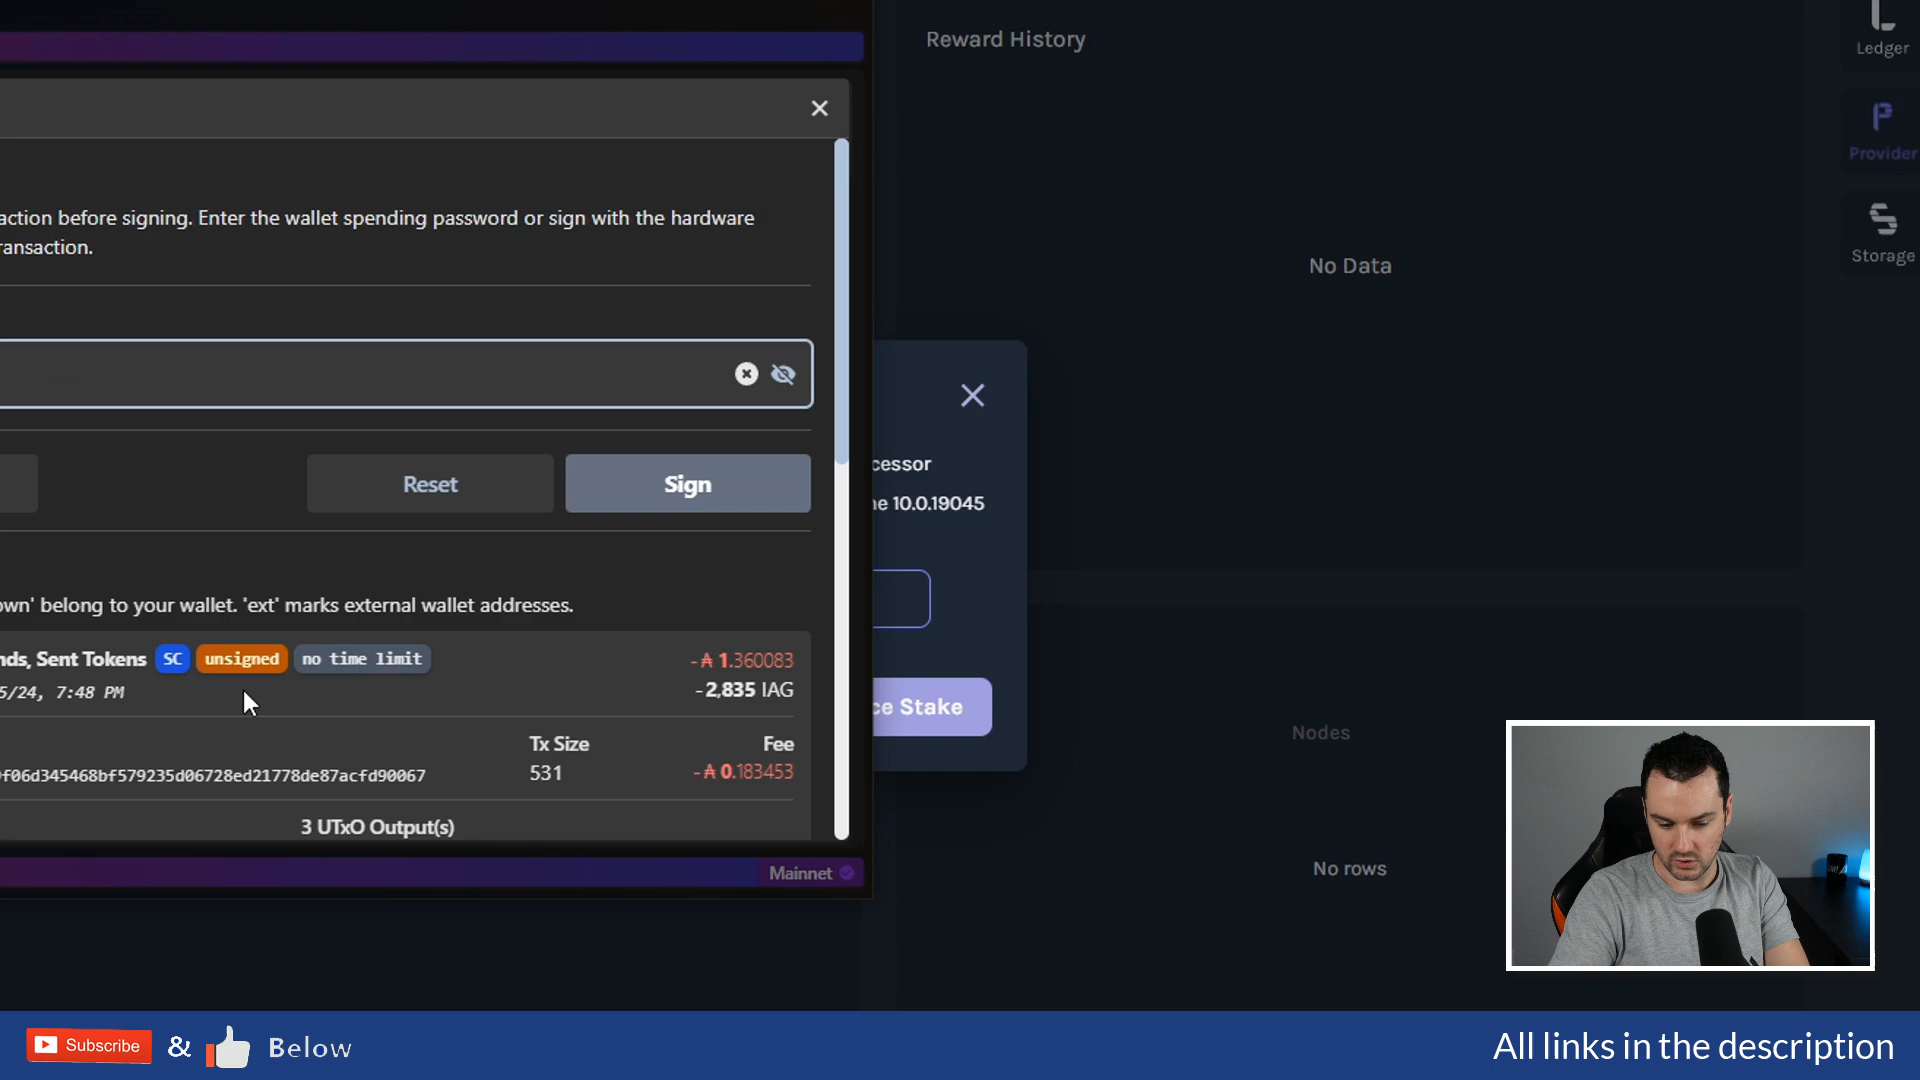 Reward History
Ledger
Provider
Storage
No Data
action before signing. Enter the wallet spending password or sign with the hardware
ransaction.
Reset
Sign
cessor
ne 10.0.19045
own' belong to your wallet. 'ext' marks external wallet addresses.
nds, Sent Tokens SC unsigned no time limit
-₳ 1.360083
5/24, 7:48 PM
-2,835 IAG
ce Stake
Tx Size
Fee
f06d345468bf579235d06728ed21778de87acfd90067
531
-₳ 0.183453
3 UTxO Output(s)
Mainnet
Nodes
No rows
Subscribe & Below
All links in the description